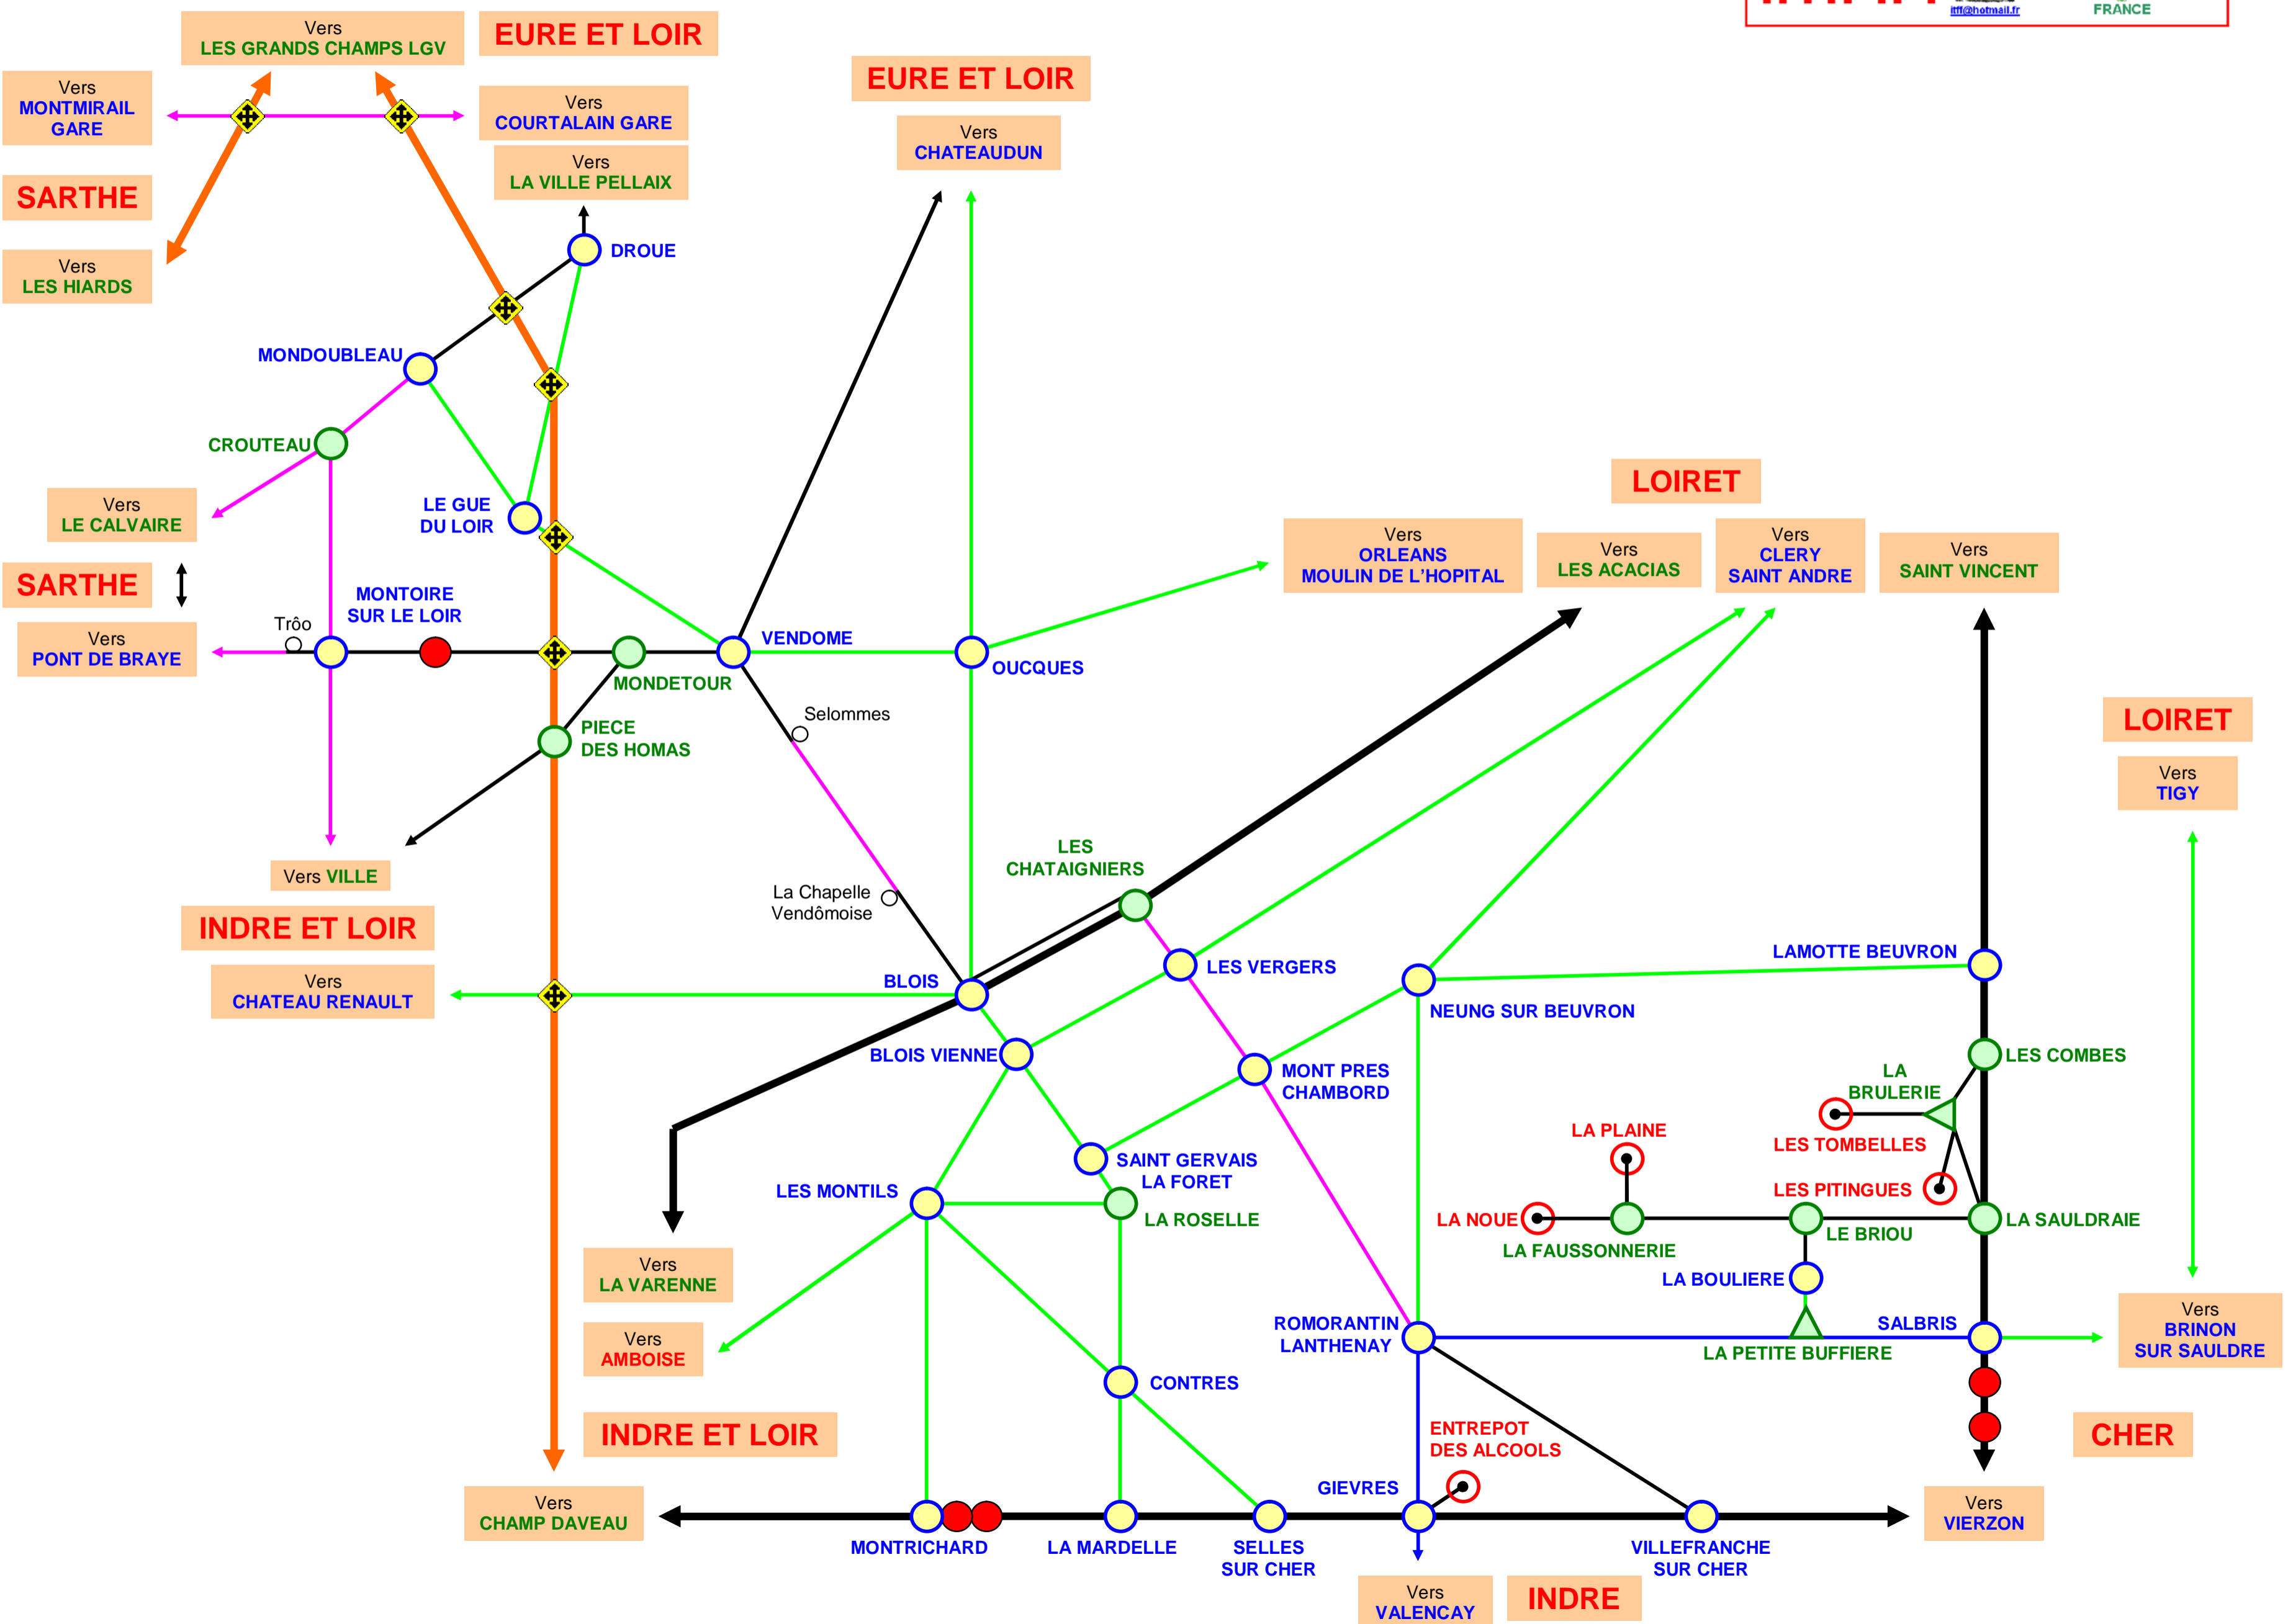 itff@hotmail.fr
FRANCE
Vers
LES GRANDS CHAMPS LGV
EURE ET LOIR
EURE ET LOIR
Vers
MONTMIRAIL
GARE
Vers
COURTALAIN GARE
Vers
CHATEAUDUN
Vers
LA VILLE PELLAIX
SARTHE
Vers
LES HIARDS
DROUE
MONDOUBLEAU
CROUTEAU
LOIRET
Vers
LE CALVAIRE
LE GUE
DU LOIR
Vers
ORLEANS
MOULIN DE L'HOPITAL
Vers
LES ACACIAS
Vers
CLERY
SAINT ANDRE
Vers
SAINT VINCENT
SARTHE
MONTOIRE
SUR LE LOIR
Trôo
Vers
PONT DE BRAYE
VENDOME
OUCQUES
MONDETOUR
Selommes
PIECE
DES HOMAS
LOIRET
Vers
TIGY
LES
CHATAIGNIERS
Vers VILLE
La Chapelle
Vendômoise
INDRE ET LOIR
Vers
CHATEAU RENAULT
BLOIS
LES VERGERS
LAMOTTE BEUVRON
NEUNG SUR BEUVRON
BLOIS VIENNE
MONT PRES
CHAMBORD
LES COMBES
LA
BRULERIE
LES TOMBELLES
LA PLAINE
SAINT GERVAIS
LA FORET
LES MONTILS
LES PITINGUES
LA ROSELLE
LA NOUE
LA FAUSSONNERIE
LE BRIOU
LA SAULDRAIE
Vers
LA VARENNE
LA BOULIERE
Vers
AMBOISE
ROMORANTIN
LANTHENAY
SALBRIS
LA PETITE BUFFIERE
Vers
BRINON
SUR SAULDRE
CONTRES
INDRE ET LOIR
ENTREPOT
DES ALCOOLS
CHER
GIEVRES
Vers
CHAMP DAVEAU
Vers
VIERZON
MONTRICHARD
LA MARDELLE
SELLES
SUR CHER
VILLEFRANCHE
SUR CHER
Vers
VALENCAY
INDRE